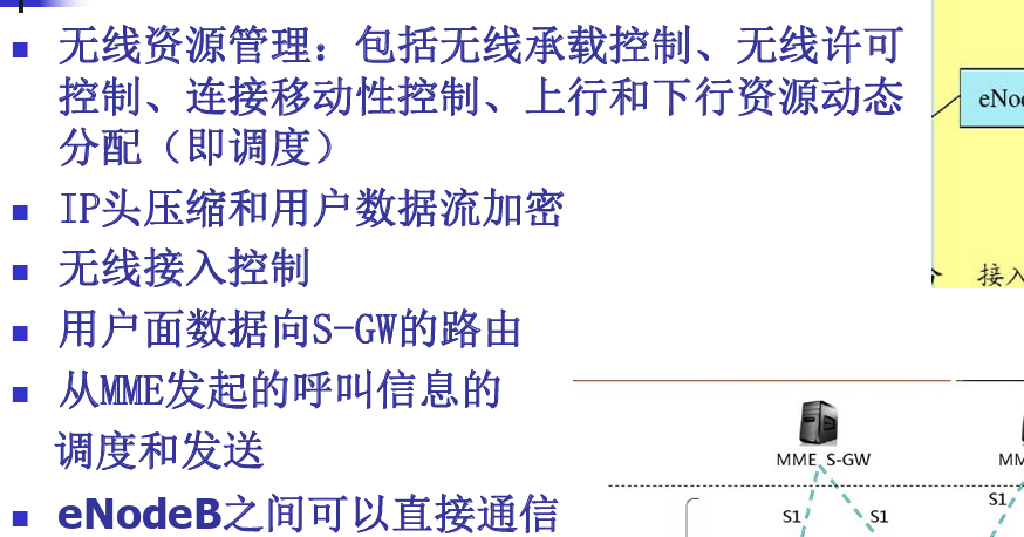 无线资源管理：包括无线承载控制、无线许可
控制、连接移动性控制、上行和下行资源动态
分配（即调度）
IP头压缩和用户数据流加密
无线接入控制
用户面数据向S-GW的路由
从MME发起的呼叫信息的
调度和发送
eNodeB之间可以直接通信
接入
MME S-GW
S1
S1
S1